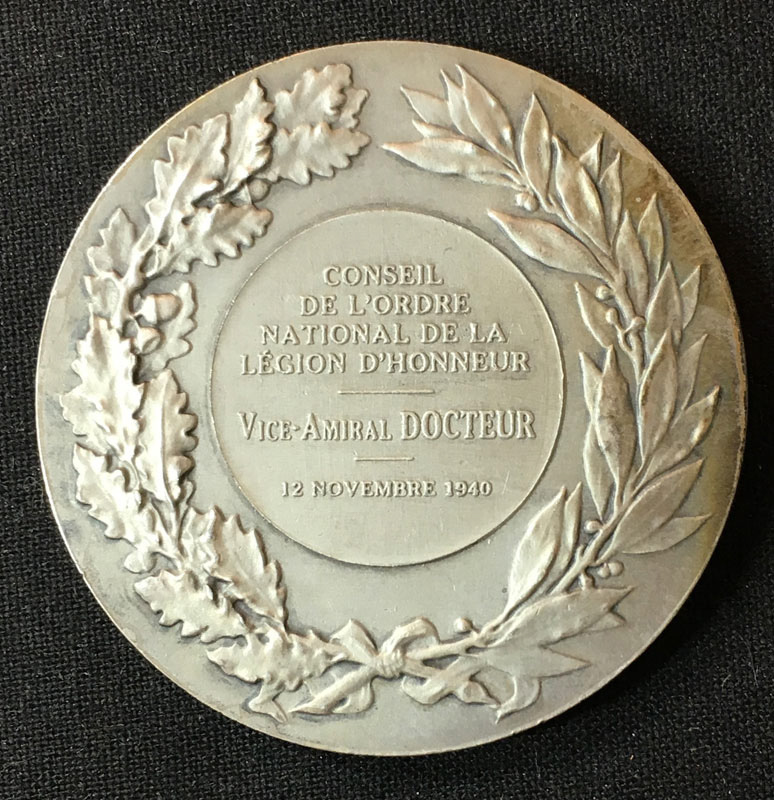 CONSEIL
DE L'ORDRE
NATIONAL DE LA
LÉGION D'HONNEUR
VICE-AMIRAL DOCTEUR
12 NOVEMBRE 1940